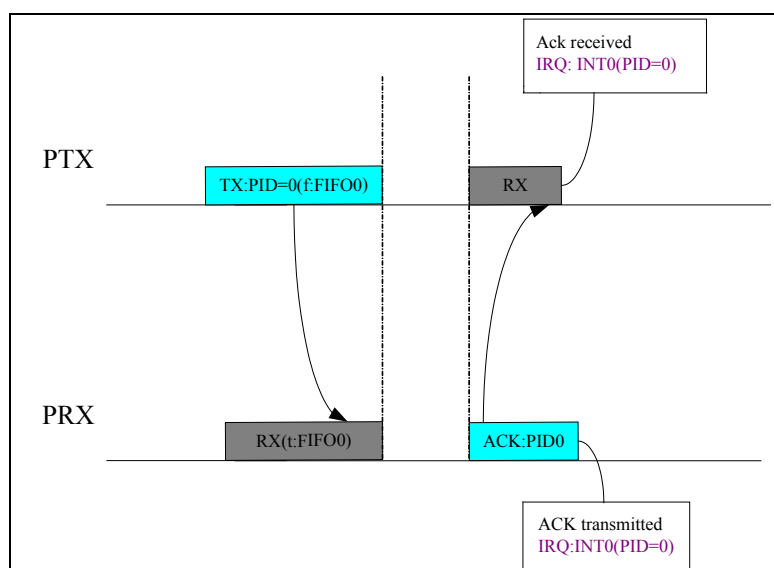 Ack received
IRQ: INT0(PID=0)
PTX
TX:PID=0(f:FIFO0)
RX
PRX
RX(t:FIFO0)
ACK:PID0
ACK transmitted
IRQ:INT0(PID=0)